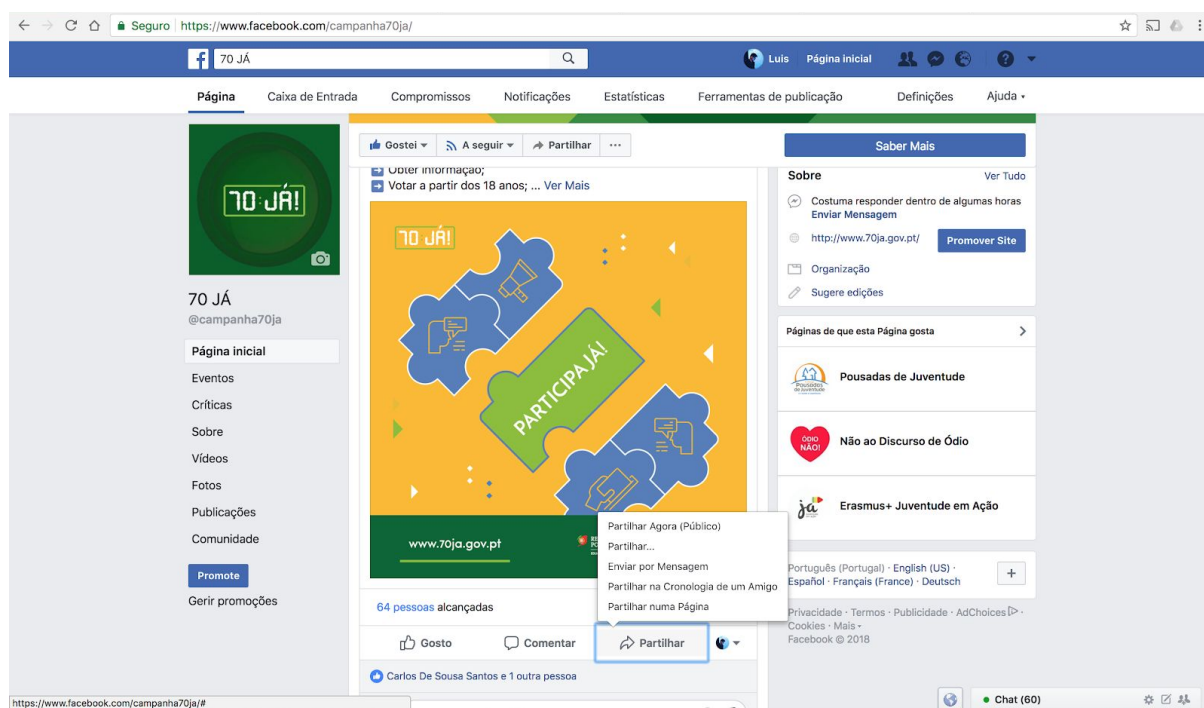 Seguro https://www.facebook.com/campanha70ja/
70 JÁ
Luis Página inicial
Página Caixa de Entrada Compromissos Notificações Estatísticas Ferramentas de publicação Definições Ajuda
Gostei A seguir Partilhar ...
Saber Mais
70 JÁ!
70 JÁ
@campanha70ja
Página inicial
Eventos
Críticas
Sobre
Vídeos
Fotos
Publicações
Comunidade
Promote
Gerir promoções
Obter informação;
Votar a partir dos 18 anos; ... Ver Mais
70 JÁ!
PARTICIPA JÁ!
www.70ja.gov.pt
Partilhar Agora (Público)
Partilhar...
Enviar por Mensagem
Partilhar na Cronologia de um Amigo
Partilhar numa Página
64 pessoas alcançadas
Gosto Comentar Partilhar
Carlos De Sousa Santos e 1 outra pessoa
Sobre Ver Tudo
Costuma responder dentro de algumas horas
Enviar Mensagem
http://www.70ja.gov.pt/ Promover Site
Organização
Sugere edições
Páginas de que esta Página gosta
Pousadas de Juventude
ÓDIO
NÃO!
Não ao Discurso de Ódio
ja
Erasmus+ Juventude em Ação
Português (Portugal) · English (US) ·
Español · Français (France) · Deutsch
Privacidade · Termos · Publicidade · AdChoices ·
Cookies · Mais
Facebook © 2018
https://www.facebook.com/campanha70ja/#
Chat (60)